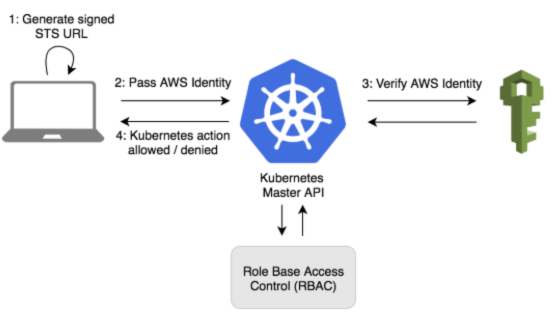 1: Generate signed
STS URL
2: Pass AWS Identity
3: Verify AWS Identity
4: Kubernetes action
allowed / denied
Kubernetes
Master API
Role Base Access
Control (RBAC)